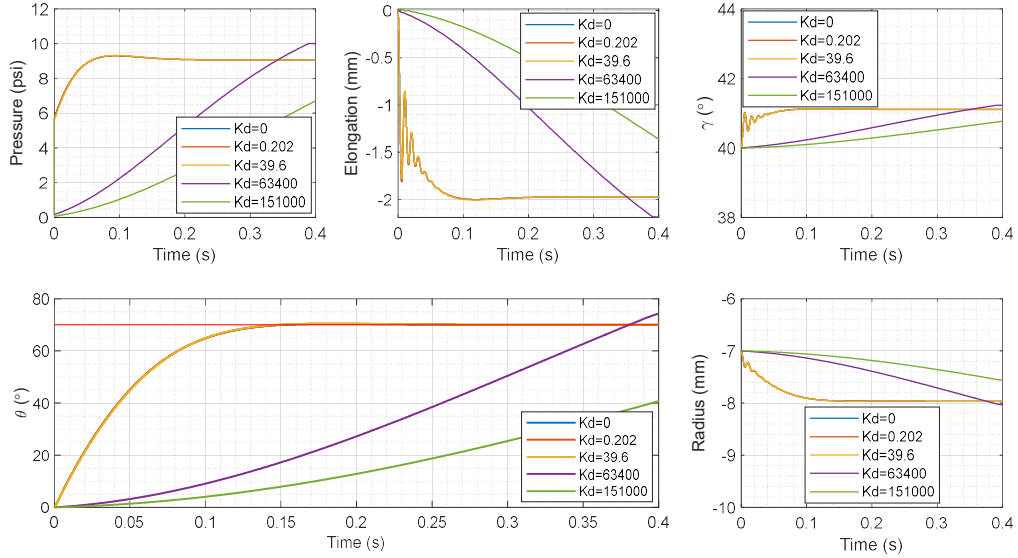 12
10
8
6
4
2
0
Pressure (psi)
Kd=0
Kd=0.202
Kd=39.6
Kd=63400
Kd=151000
0 0.1 0.2 0.3 0.4
Time (s)
0
-0.5
-1
-1.5
-2
Elongation (mm)
Kd=0
Kd=0.202
Kd=39.6
Kd=63400
Kd=151000
0 0.1 0.2 0.3 0.4
Time (s)
44
42
40
38
γ (°)
Kd=0
Kd=0.202
Kd=39.6
Kd=63400
Kd=151000
0 0.1 0.2 0.3 0.4
Time (s)
80
60
40
20
0
θ (°)
Kd=0
Kd=0.202
Kd=39.6
Kd=63400
Kd=151000
0 0.05 0.1 0.15 0.2 0.25 0.3 0.35 0.4
Time (s)
-6
-7
-8
-9
-10
Radius (mm)
Kd=0
Kd=0.202
Kd=39.6
Kd=63400
Kd=151000
0 0.1 0.2 0.3 0.4
Time (s)